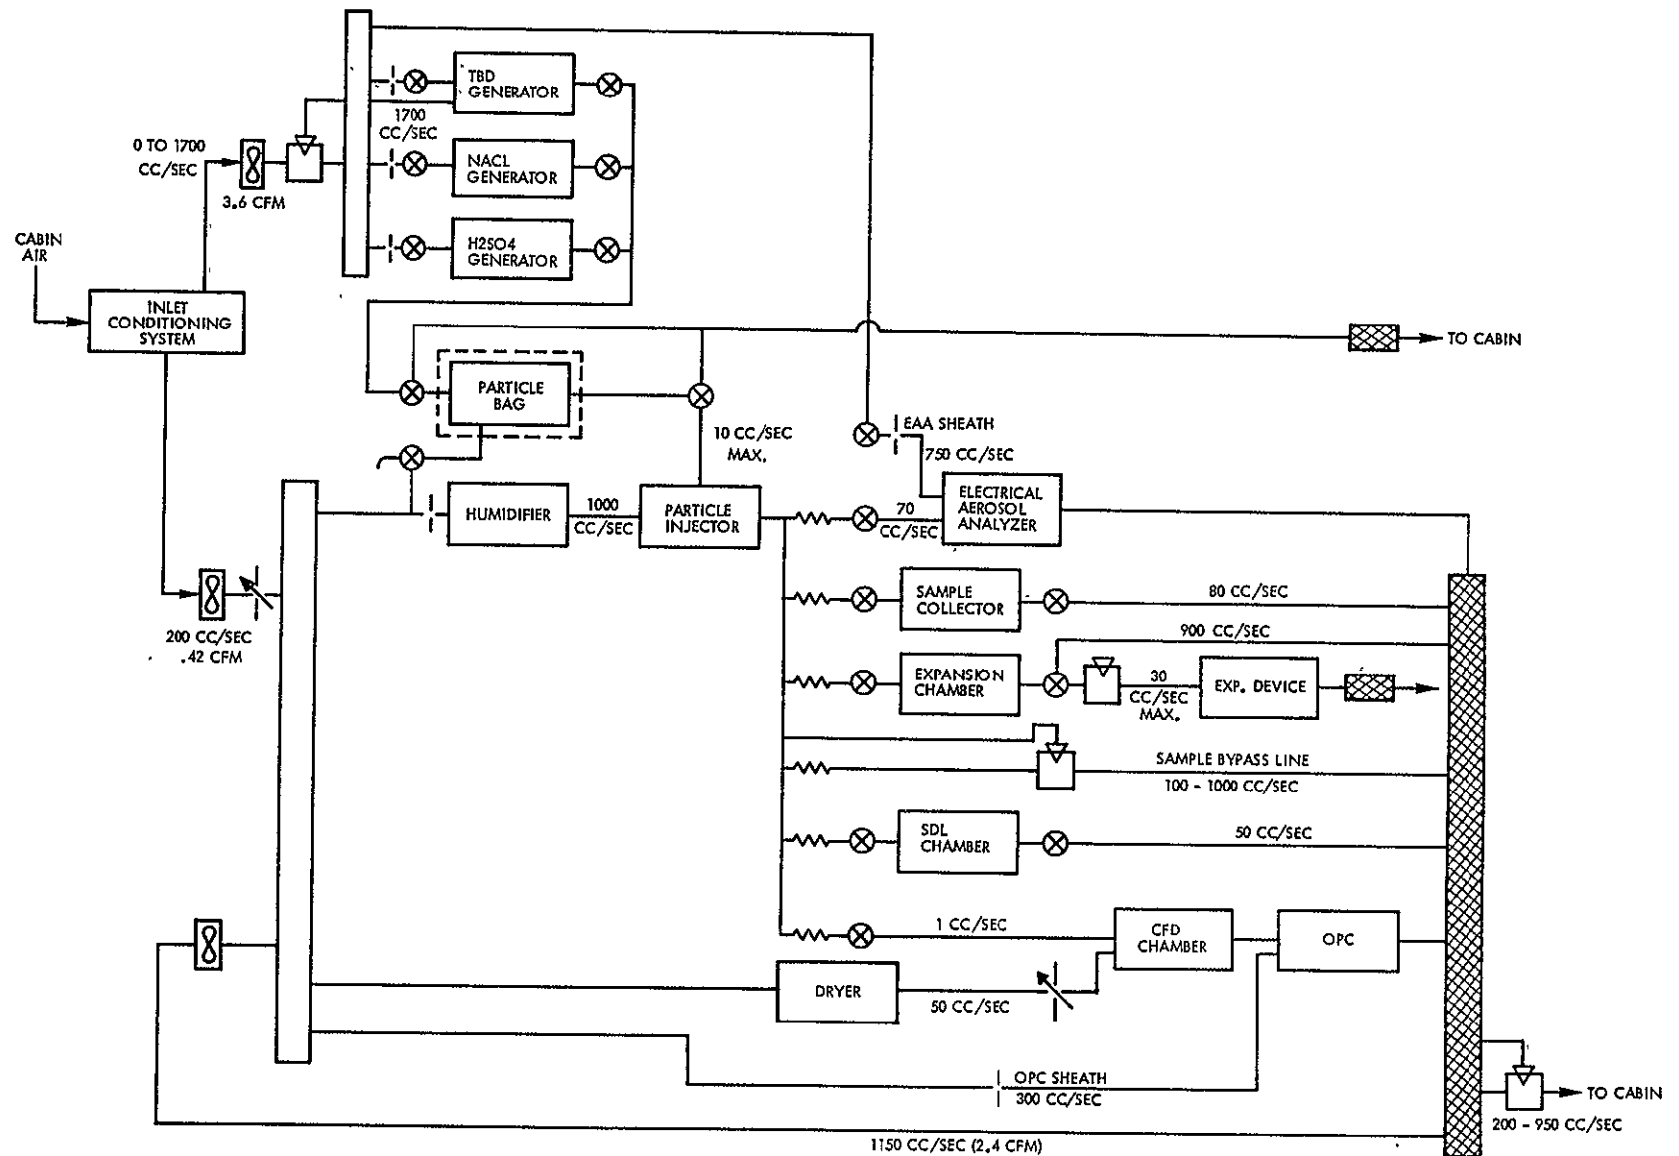 TBD
GENERATOR
1700
CC/SEC
0 TO 1700
CC/SEC
3.6 CFM
NACL
GENERATOR
H2SO4
GENERATOR
CABIN
AIR
INLET
CONDITIONING
SYSTEM
TO CABIN
PARTICLE
BAG
10 CC/SEC
MAX.
EAA SHEATH
750 CC/SEC
HUMIDIFIER
1000
CC/SEC
PARTICLE
INJECTOR
70
CC/SEC
ELECTRICAL
AEROSOL
ANALYZER
200 CC/SEC
.42 CFM
SAMPLE
COLLECTOR
80 CC/SEC
900 CC/SEC
EXPANSION
CHAMBER
30
CC/SEC
MAX.
EXP. DEVICE
SAMPLE BYPASS LINE
100 - 1000 CC/SEC
SDL
CHAMBER
50 CC/SEC
1 CC/SEC
CFD
CHAMBER
OPC
DRYER
50 CC/SEC
OPC SHEATH
300 CC/SEC
TO CABIN
200 - 950 CC/SEC
1150 CC/SEC (2.4 CFM)